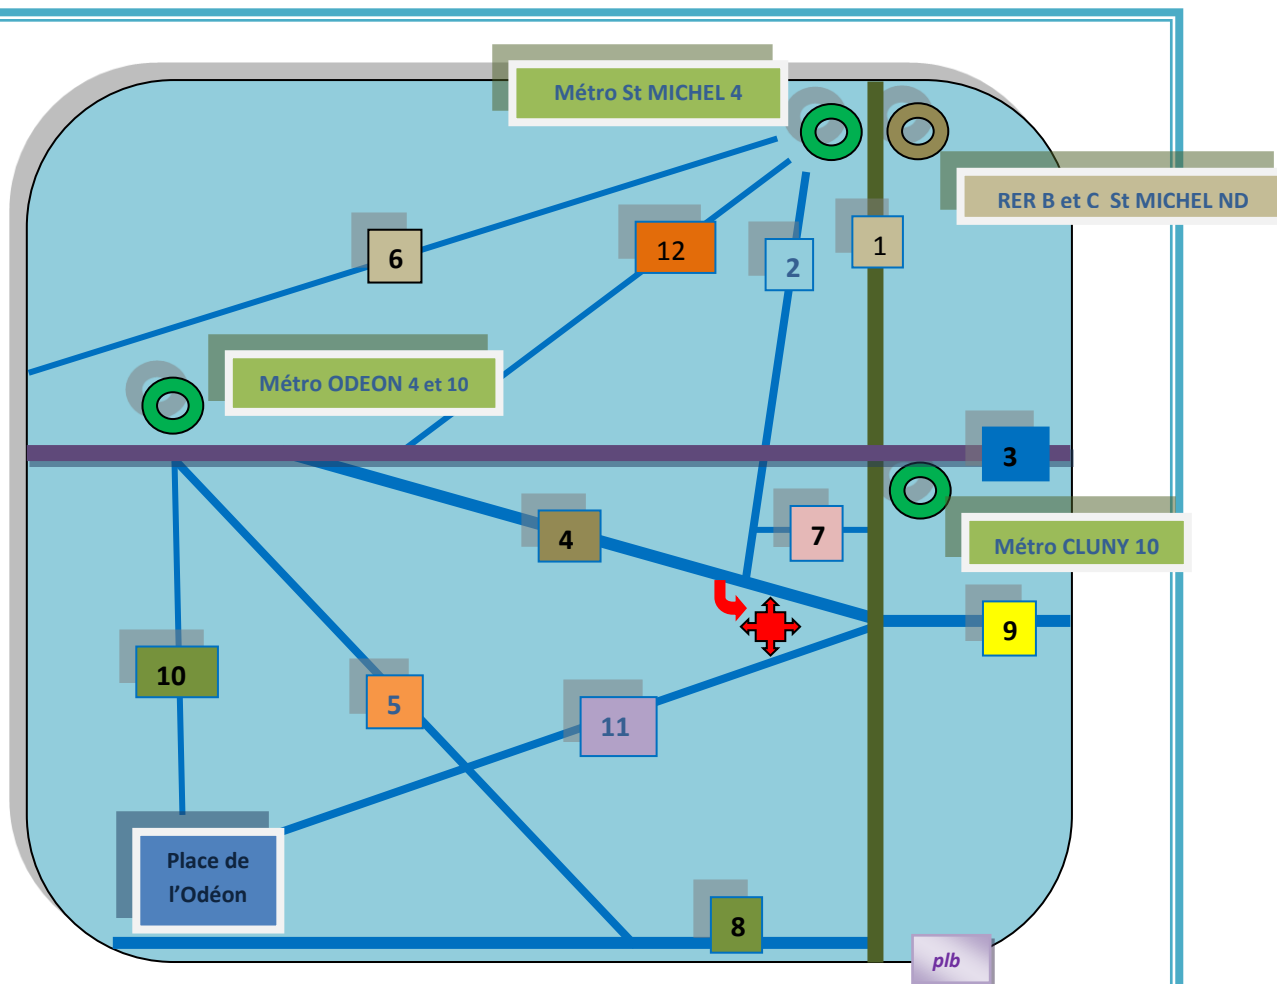 Métro St MICHEL 4
RER B et C St MICHEL ND
1
12
2
6
Métro ODEON 4 et 10
3
4
7
Métro CLUNY 10
9
10
5
11
Place de
l'Odéon
8
plb